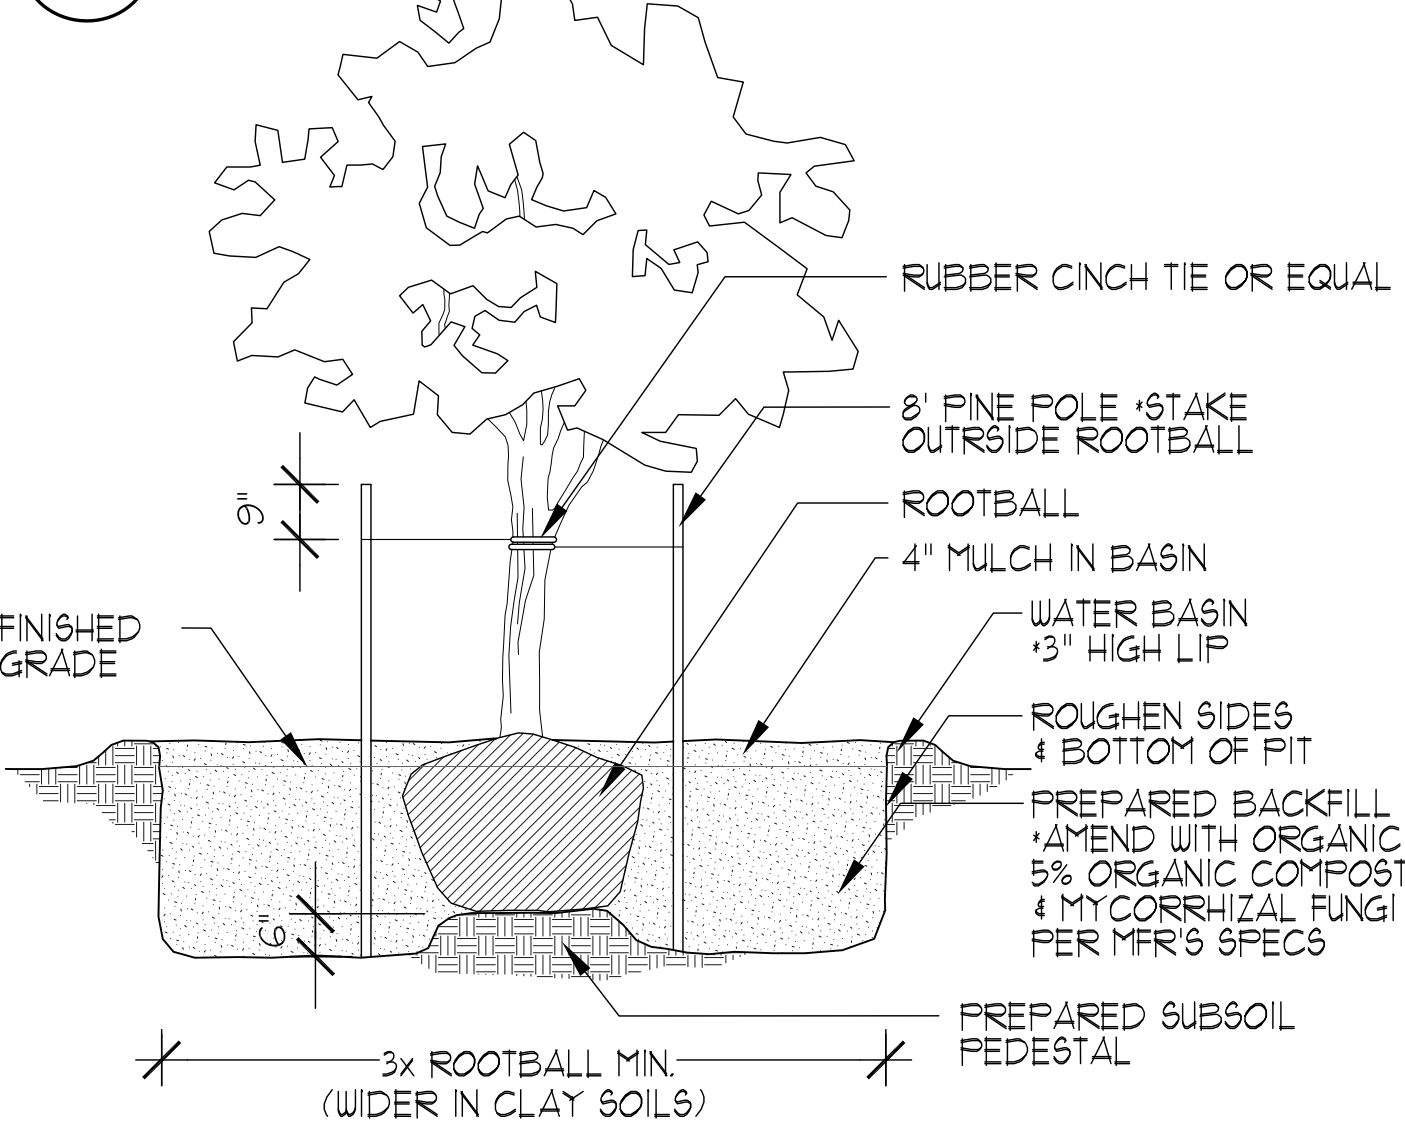 RUBBER CINCH TIE OR EQUAL
8' PINE POLE *STAKE
OUTRSIDE ROOTBALL
9"
ROOTBALL
4" MULCH IN BASIN
WATER BASIN
*3" HIGH LIP
FINISHED
GRADE
ROUGHEN SIDES
& BOTTOM OF PIT
PREPARED BACKFILL
*AMEND WITH ORGANIC
5% ORGANIC COMPOST
& MYCORRHIZAL FUNGI
PER MFR'S SPECS
6"
PREPARED SUBSOIL
PEDESTAL
3x ROOTBALL MIN.
(WIDER IN CLAY SOILS)